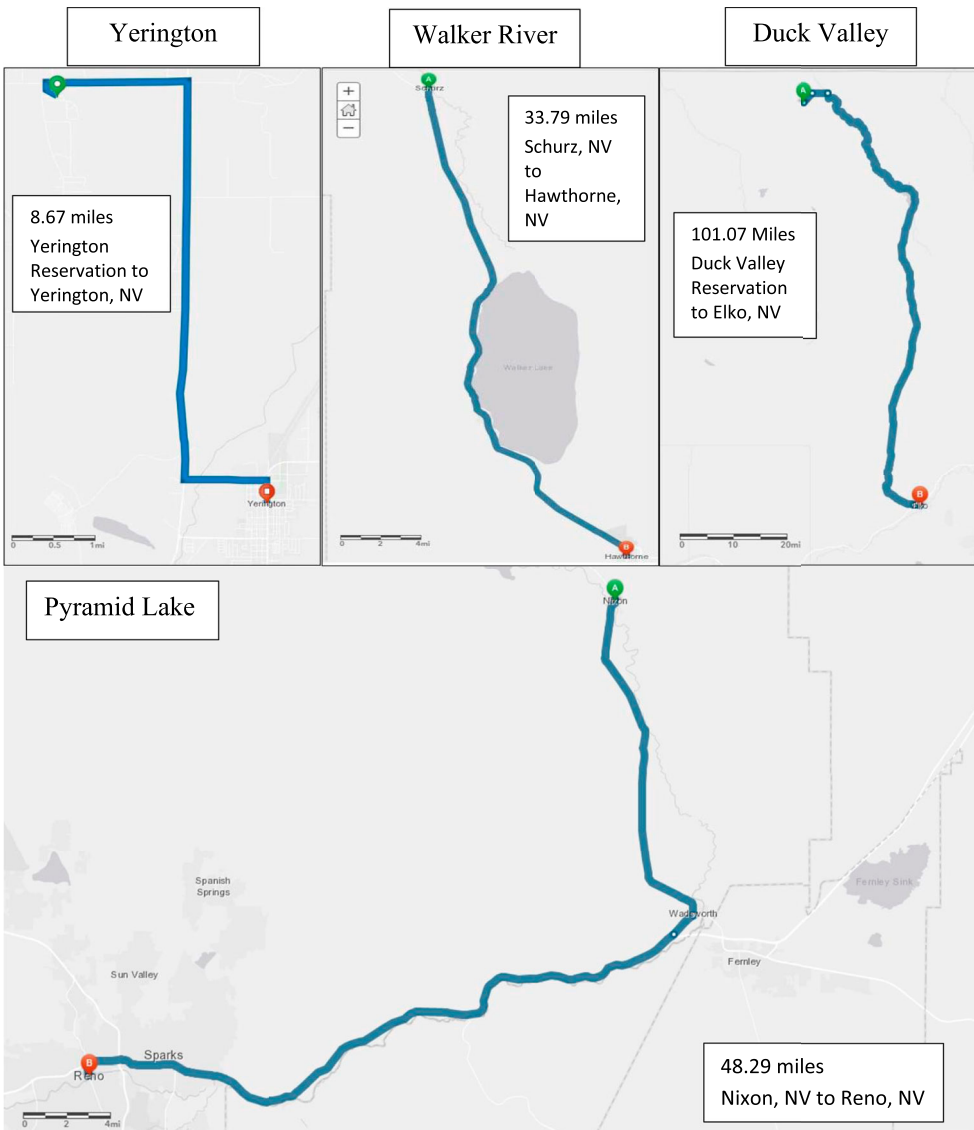 Yerington
8.67 miles
Yerington
Reservation to
Yerington, NV
Yerington
0 0.5 1mi
Walker River
+
−
A
Schurz
33.79 miles
Schurz, NV
to
Hawthorne,
NV
Walker Lake
B
Hawthorne
0 2 4mi
Duck Valley
A
101.07 Miles
Duck Valley
Reservation
to Elko, NV
B
Elko
0 10 20mi
Pyramid Lake
A
Nixon
Spanish
Springs
Wadsworth
Fernley Sink
Fernley
Sun Valley
B
Reno
Sparks
0 2 4mi
48.29 miles
Nixon, NV to Reno, NV